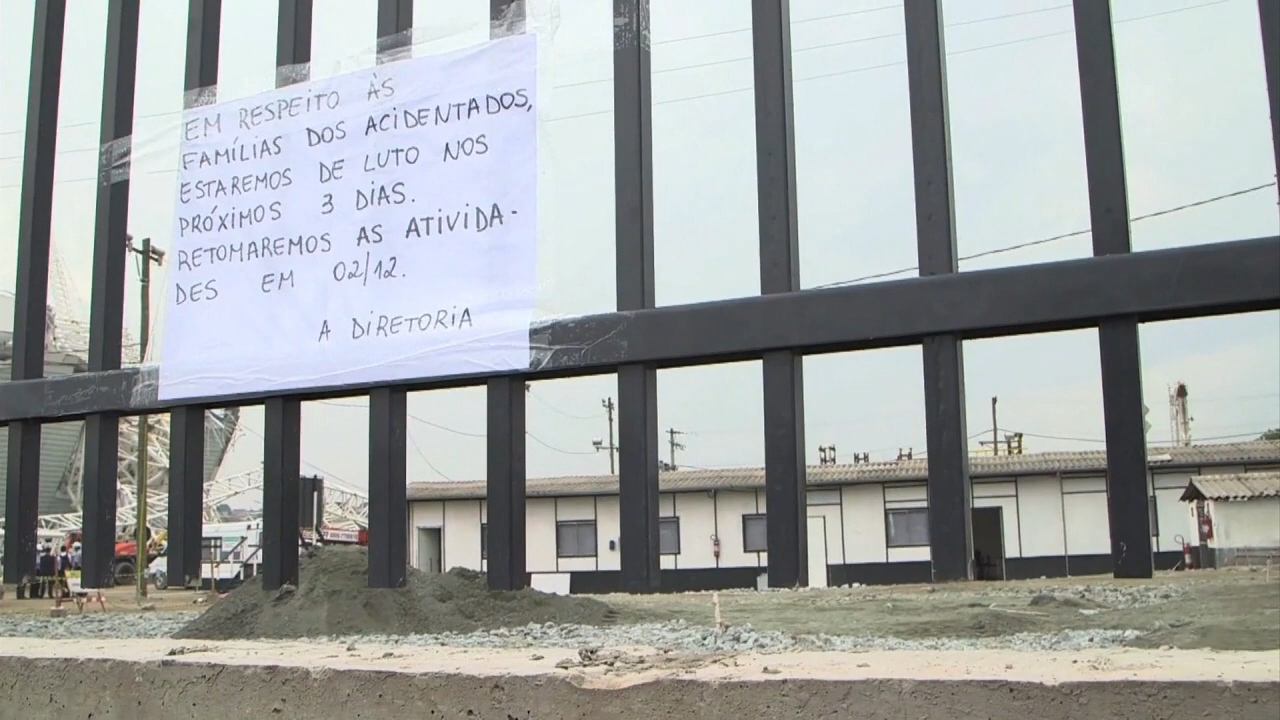 EM RESPEITO ÀS
FAMÍLIAS DOS ACIDENTADOS,
ESTAREMOS DE LUTO NOS
PRÓXIMOS 3 DIAS.
RETOMAREMOS AS ATIVIDA-
DES EM 02/12.
A DIRETORIA